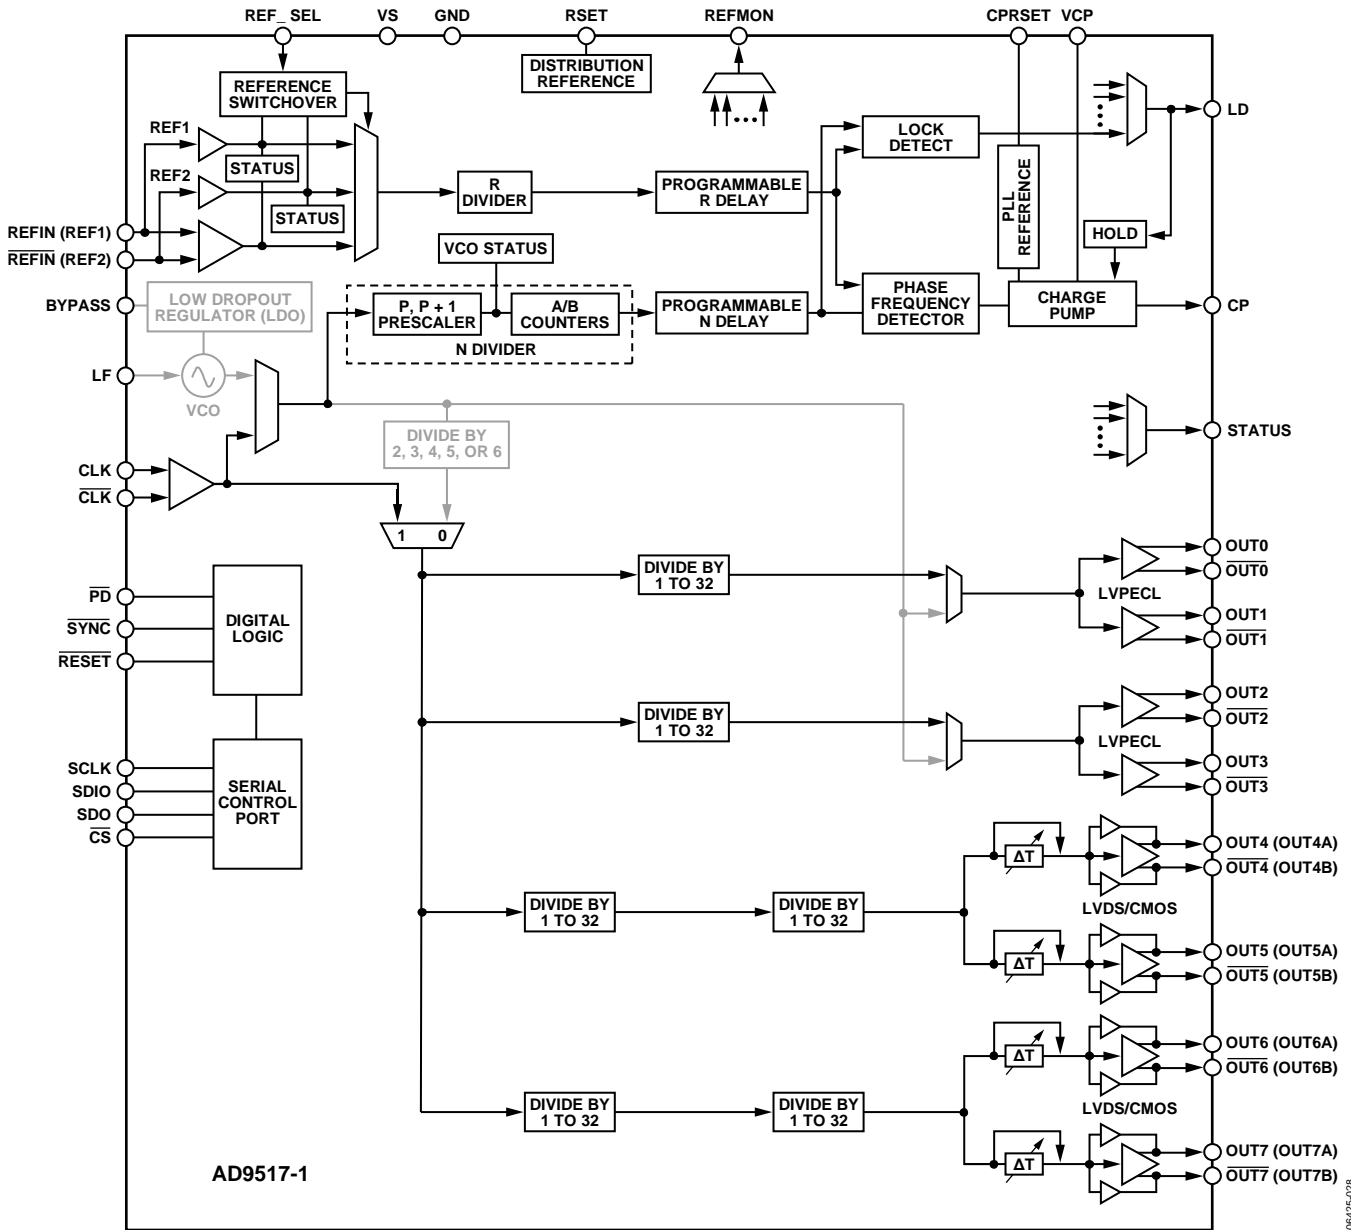 REF_ SEL VS GND RSET REFMON CPRSET VCP
DISTRIBUTION
REFERENCE
REFERENCE
SWITCHOVER
REF1
STATUS
REF2
STATUS
REFIN (REF1)
REFIN (REF2)
R
DIVIDER
PROGRAMMABLE
R DELAY
LOCK
DETECT
LD
PLL
REFERENCE
HOLD
VCO STATUS
BYPASS
LOW DROPOUT
REGULATOR (LDO)
P, P + 1
PRESCALER
A/B
COUNTERS
N DIVIDER
PROGRAMMABLE
N DELAY
PHASE
FREQUENCY
DETECTOR
CHARGE
PUMP
CP
LF
VCO
DIVIDE BY
2, 3, 4, 5, OR 6
STATUS
CLK
CLK
1 0
DIVIDE BY
1 TO 32
LVPECL
OUT0
OUT0
OUT1
OUT1
PD
SYNC
RESET
DIGITAL
LOGIC
DIVIDE BY
1 TO 32
LVPECL
OUT2
OUT2
OUT3
OUT3
SCLK
SDIO
SDO
CS
SERIAL
CONTROL
PORT
DIVIDE BY
1 TO 32
DIVIDE BY
1 TO 32
ΔT
OUT4 (OUT4A)
OUT4 (OUT4B)
LVDS/CMOS
ΔT
OUT5 (OUT5A)
OUT5 (OUT5B)
DIVIDE BY
1 TO 32
DIVIDE BY
1 TO 32
ΔT
OUT6 (OUT6A)
OUT6 (OUT6B)
LVDS/CMOS
ΔT
OUT7 (OUT7A)
OUT7 (OUT7B)
AD9517-1
06425-028